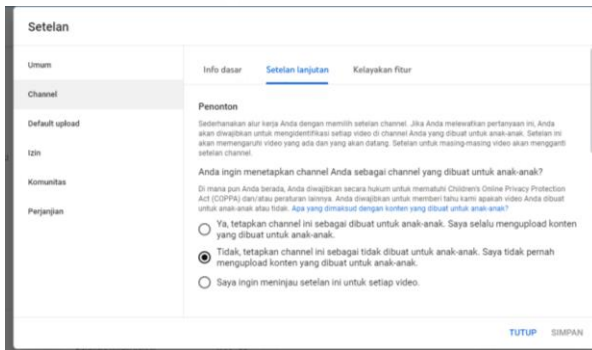 Setelan
Umum
Channel
Default upload
Izin
Komunitas
Perjanjian
Info dasar
Setelan lanjutan
Kelayakan fitur
Penonton
Sederhanakan alur kerja Anda dengan memilih setelan channel. Jika Anda melewatkan pertanyaan ini, Anda
akan diwajibkan untuk mengidentifikasi setiap video di channel Anda yang dibuat untuk anak-anak. Setelan ini
akan memengaruhi video yang ada dan yang akan datang. Setelan untuk masing-masing video akan mengganti
setelan channel.
Anda ingin menetapkan channel Anda sebagai channel yang dibuat untuk anak-anak?
Di mana pun Anda berada, Anda diwajibkan secara hukum untuk mematuhi Children's Online Privacy Protection
Act (COPPA) dan/atau peraturan lainnya. Anda diwajibkan untuk memberi tahu kami apakah video Anda dibuat
untuk anak-anak atau tidak. Apa yang dimaksud dengan konten yang dibuat untuk anak-anak?
Ya, tetapkan channel ini sebagai dibuat untuk anak-anak. Saya selalu mengupload konten
yang dibuat untuk anak-anak.
Tidak, tetapkan channel ini sebagai tidak dibuat untuk anak-anak. Saya tidak pernah
mengupload konten yang dibuat untuk anak-anak.
Saya ingin meninjau setelan ini untuk setiap video.
TUTUP
SIMPAN